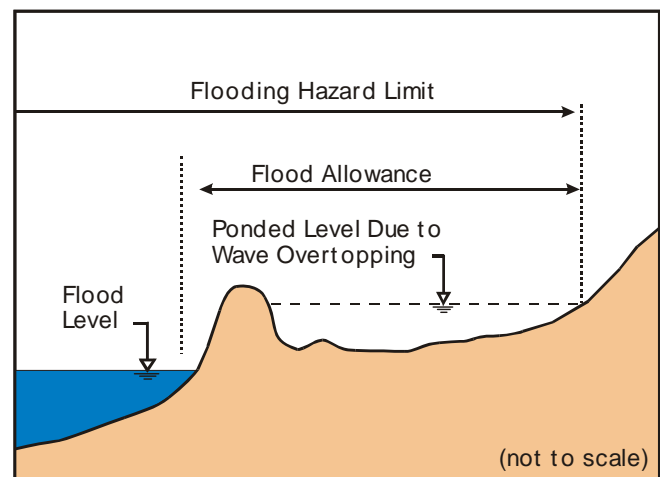 Flooding Hazard Limit
Flood Allowance
Ponded Level Due to
Wave Overtopping
Flood
Level
(not to scale)